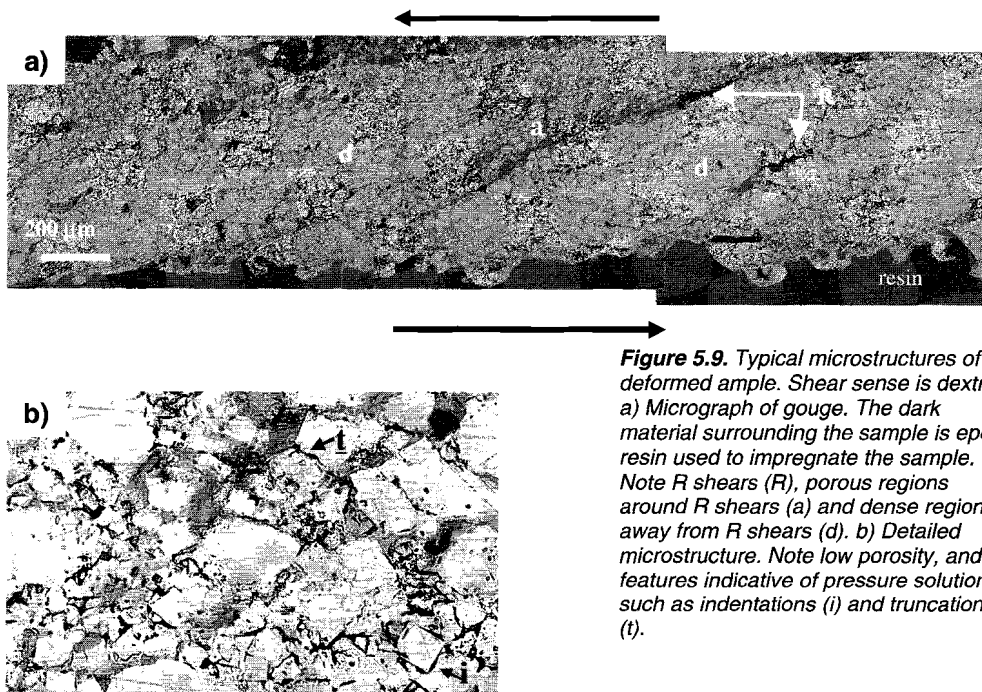 a)
R
a
d
d
200 µm
resin
Figure 5.9. Typical microstructures of
deformed ample. Shear sense is dextr
a) Micrograph of gouge. The dark
material surrounding the sample is ep
resin used to impregnate the sample.
Note R shears (R), porous regions
around R shears (a) and dense region
away from R shears (d). b) Detailed
microstructure. Note low porosity, and
features indicative of pressure solution
such as indentations (i) and truncation
(t).
b)
t
i